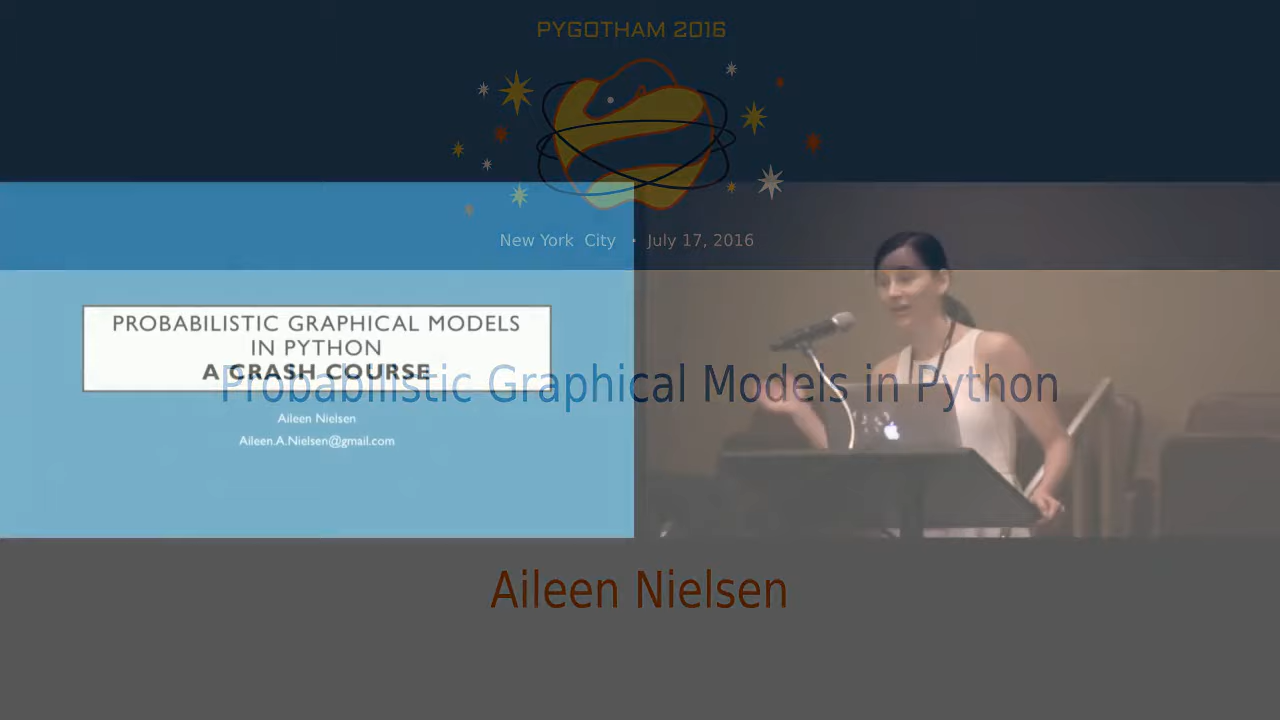 PYGOTHAM 2016
New York City · July 17, 2016
PROBABILISTIC GRAPHICAL MODELS
IN PYTHON
A CRASH COURSE
Probabilistic Graphical Models in Python
Aileen Nielsen
Aileen.A.Nielsen@gmail.com
Aileen Nielsen